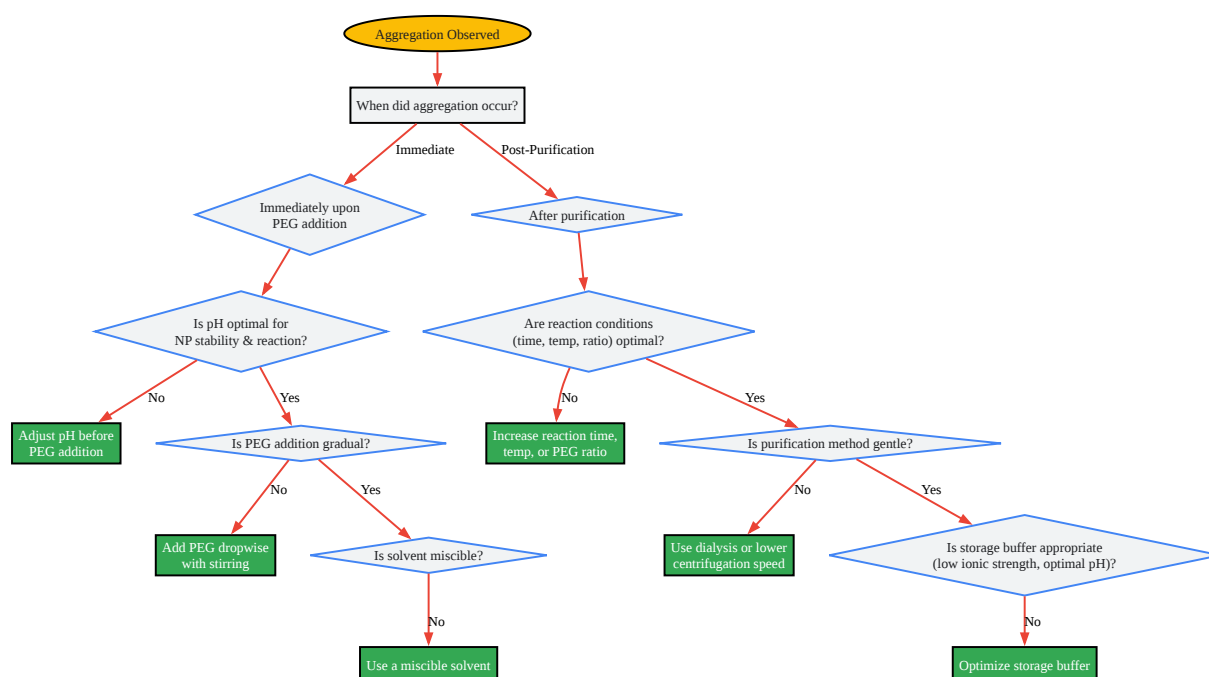 Aggregation Observed
When did aggregation occur?
Immediate
Post-Purification
Immediately upon
PEG addition
After purification
Is pH optimal for
NP stability & reaction?
Are reaction conditions
(time, temp, ratio) optimal?
No
Yes
No
Yes
Adjust pH before
PEG addition
Is PEG addition gradual?
Increase reaction time,
temp, or PEG ratio
Is purification method gentle?
No
Yes
No
Yes
Add PEG dropwise
with stirring
Is solvent miscible?
Use dialysis or lower
centrifugation speed
Is storage buffer appropriate
(low ionic strength, optimal pH)?
No
No
Use a miscible solvent
Optimize storage buffer